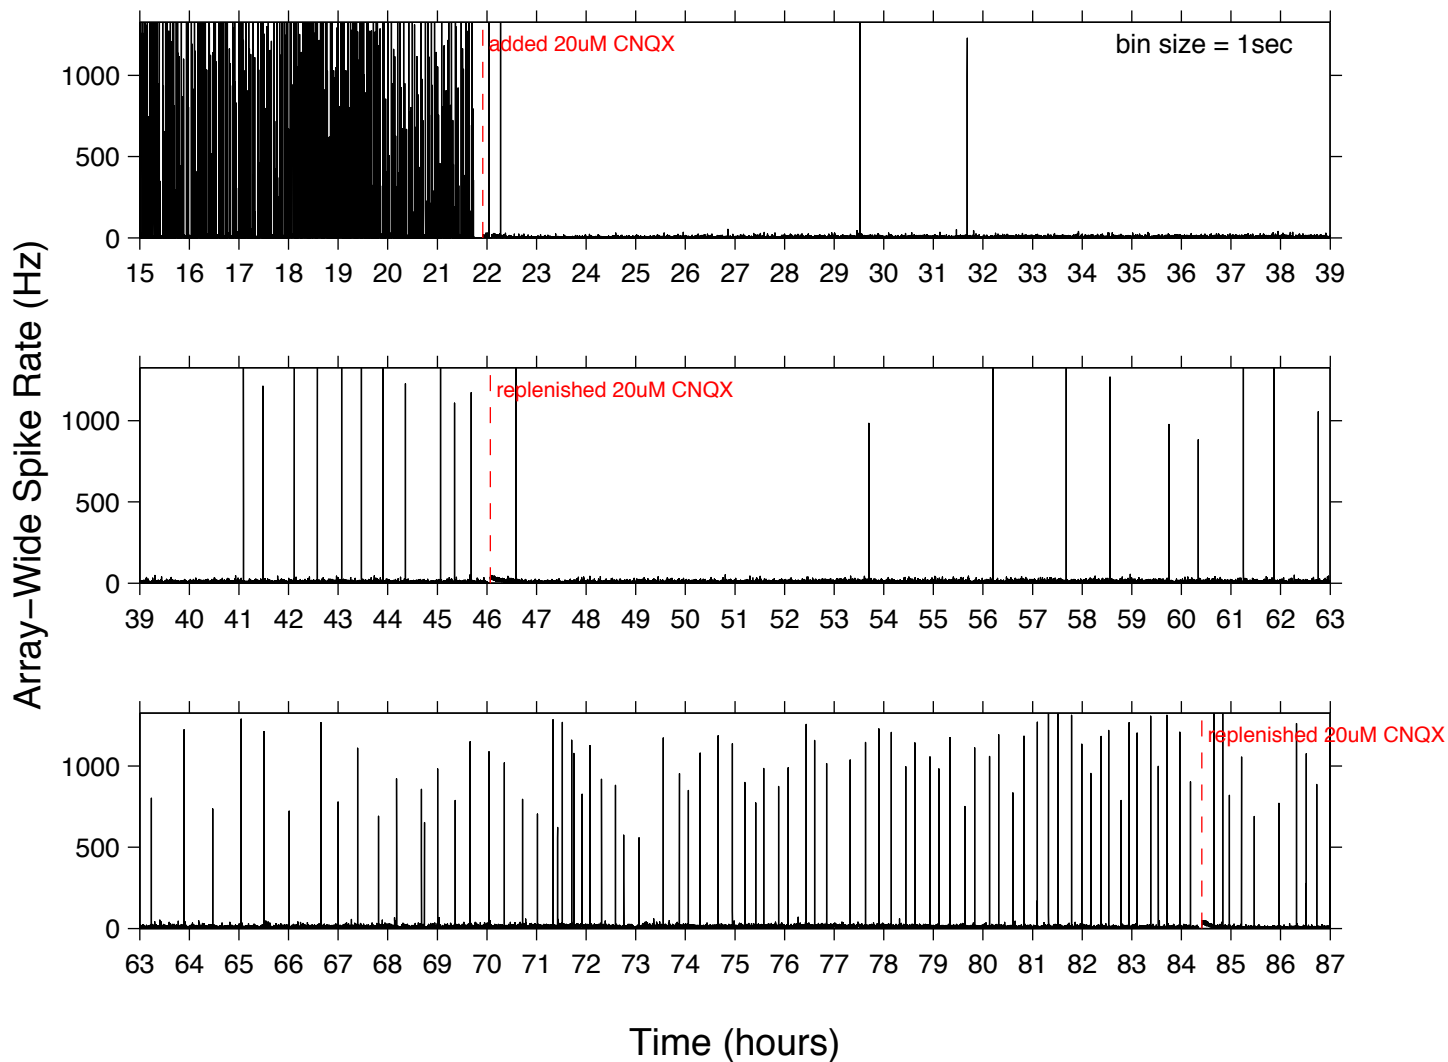 added 20uM CNQX
bin size = 1sec
1000
500
0
15 16 17 18 19 20 21 22 23 24 25 26 27 28 29 30 31 32 33 34 35 36 37 38 39
replenished 20uM CNQX
1000
500
0
39 40 41 42 43 44 45 46 47 48 49 50 51 52 53 54 55 56 57 58 59 60 61 62 63
Array-Wide Spike Rate (Hz)
replenished 20uM CNQX
1000
500
0
63 64 65 66 67 68 69 70 71 72 73 74 75 76 77 78 79 80 81 82 83 84 85 86 87
Time (hours)